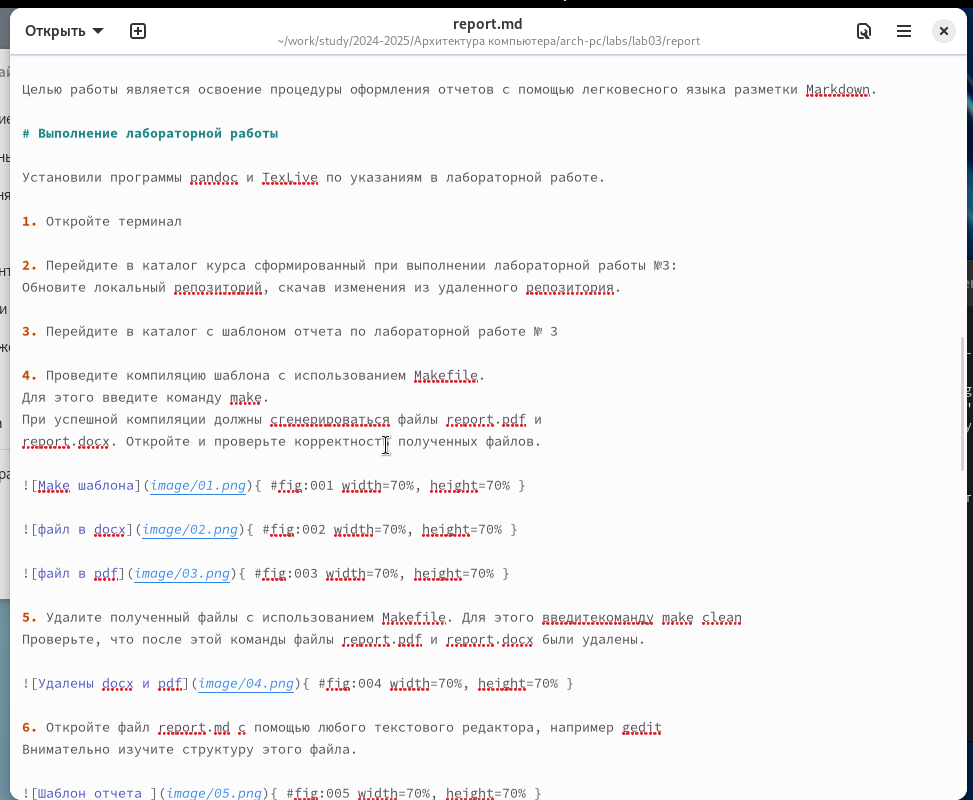 Открыть
report.md
~/work/study/2024-2025/Архитектура компьютера/arch-pc/labs/lab03/report
Целью работы является освоение процедуры оформления отчетов с помощью легковесного языка разметки Markdown.
# Выполнение лабораторной работы
Установили программы pandoc и TexLive по указаниям в лабораторной работе.
1. Откройте терминал
2. Перейдите в каталог курса сформированный при выполнении лабораторной работы №3:
Обновите локальный репозиторий, скачав изменения из удаленного репозитория.
3. Перейдите в каталог с шаблоном отчета по лабораторной работе № 3
4. Проведите компиляцию шаблона с использованием Makefile.
Для этого введите команду make.
При успешной компиляции должны сгенерироваться файлы report.pdf и
report.docx. Откройте и проверьте корректность полученных файлов.
![Make шаблона](image/01.png){ #fig:001 width=70%, height=70% }
![файл в docx](image/02.png){ #fig:002 width=70%, height=70% }
![файл в pdf](image/03.png){ #fig:003 width=70%, height=70% }
5. Удалите полученный файлы с использованием Makefile. Для этого введитекоманду make clean
Проверьте, что после этой команды файлы report.pdf и report.docx были удалены.
![Удалены docx и pdf](image/04.png){ #fig:004 width=70%, height=70% }
6. Откройте файл report.md с помощью любого текстового редактора, например gedit
Внимательно изучите структуру этого файла.
![Шаблон отчета ](image/05.png){ #fig:005 width=70%, height=70% }